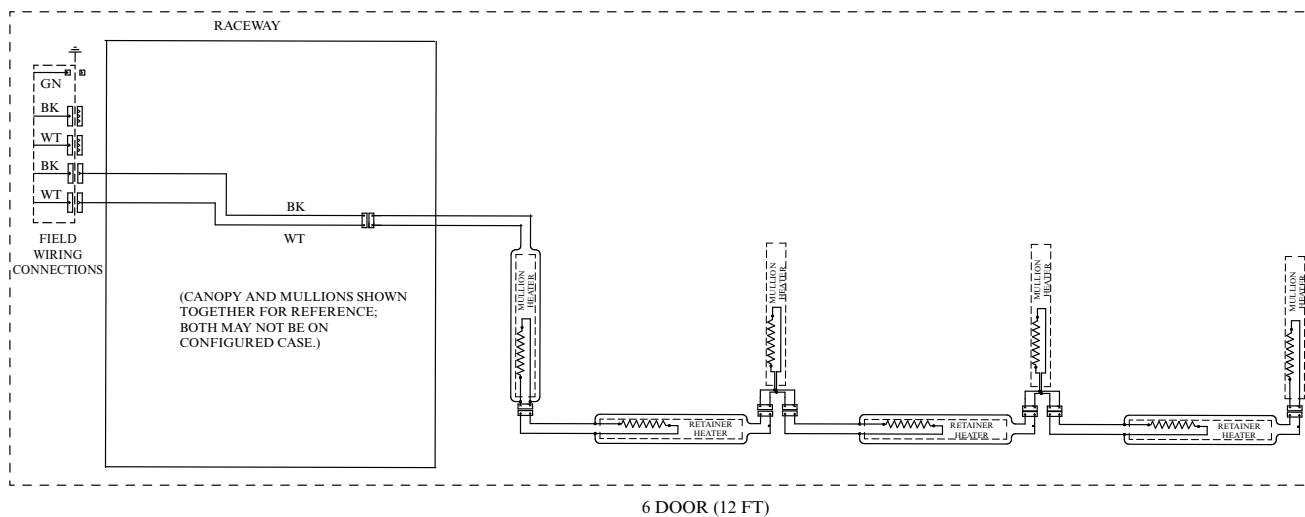 RACEWAY
GN
BK
WT
BK
WT
BK
WT
FIELD
WIRING
CONNECTIONS
(CANOPY AND MULLIONS SHOWN
TOGETHER FOR REFERENCE;
BOTH MAY NOT BE ON
CONFIGURED CASE.)
MULLION
HEATER
MULLION
HEATER
MULLION
HEATER
MULLION
HEATER
RETAINER
HEATER
RETAINER
HEATER
RETAINER
HEATER
6 DOOR (12 FT)